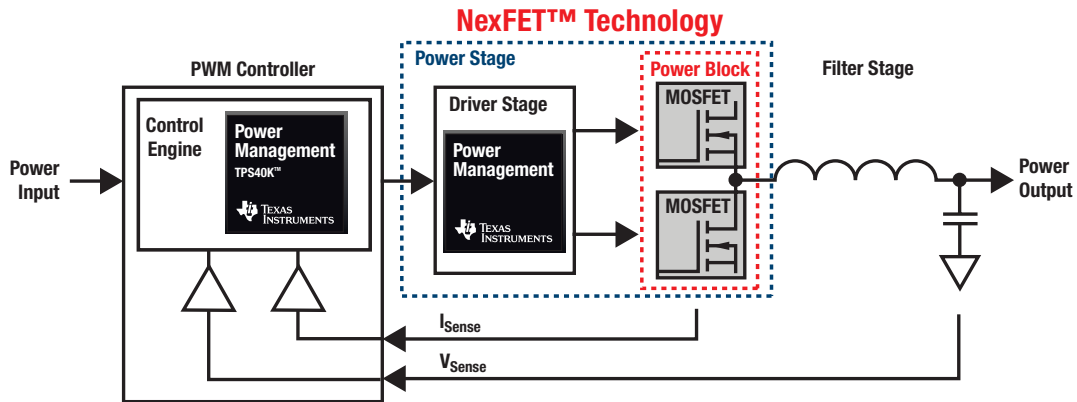 NexFET™ Technology
PWM Controller
Power Stage
Power Block
Filter Stage
Control
Engine
Power
Management
TPS40K™
TEXAS
INSTRUMENTS
Driver Stage
Power
Management
TEXAS
INSTRUMENTS
MOSFET
MOSFET
Power
Input
Power
Output
ISense
VSense